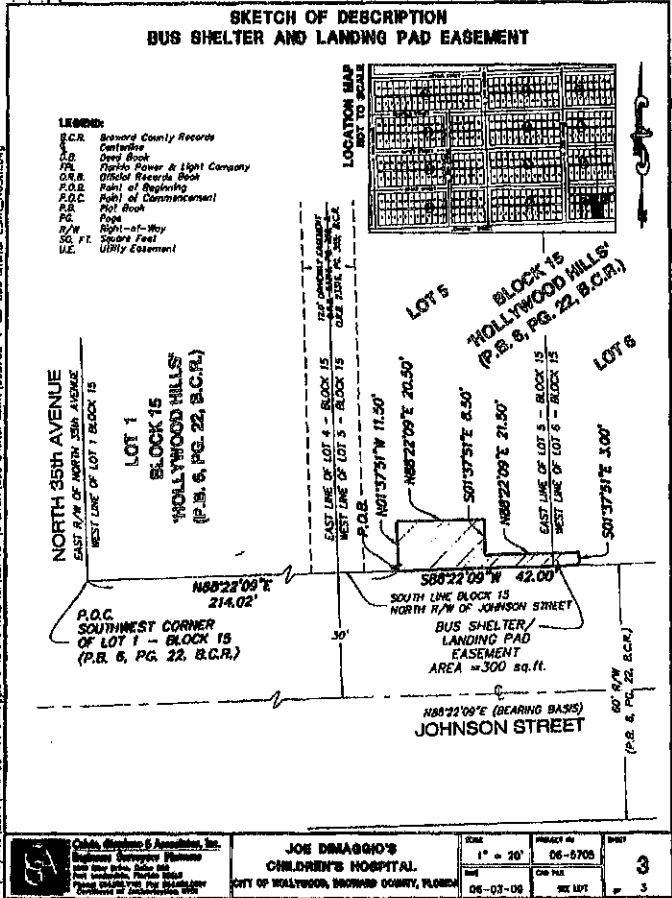 SKETCH OF DESCRIPTION
BUS SHELTER AND LANDING PAD EASEMENT
LOCATION MAP
NOT TO SCALE
LEGEND:
B.C.R. Broward County Records
Centerline
D.B. Deed Book
FPL Florida Power & Light Company
O.R.B. Official Records Book
P.O.B. Point of Beginning
P.O.C. Point of Commencement
P.B. Plat Book
PG. Page
R/W Right-of-Way
SQ. FT. Square Feet
U.E. Utility Easement
NORTH 35th AVENUE
EAST R/W OF NORTH 35th AVENUE
WEST LINE OF LOT 1 BLOCK 15
LOT 1
BLOCK 15
"HOLLYWOOD HILLS"
(P.B. 6, PG. 22, B.C.R.)
EAST LINE OF LOT 4 - BLOCK 15
WEST LINE OF LOT 5 - BLOCK 15
P.O.B.
N01°37'51"W 11.50'
N88°22'09"E 20.50'
S01°37'51"E 8.50'
N88°22'09"E 21.50'
LOT 5
BLOCK 15
"HOLLYWOOD HILLS"
(P.B. 6, PG. 22, B.C.R.)
EAST LINE OF LOT 5 - BLOCK 15
WEST LINE OF LOT 6 - BLOCK 15
LOT 6
S01°37'51"E 3.00'
N88°22'09"E
214.02'
S88°22'09"W 42.00'
P.O.C.
SOUTHWEST CORNER
OF LOT 1 - BLOCK 15
(P.B. 6, PG. 22, B.C.R.)
SOUTH LINE BLOCK 15
NORTH R/W OF JOHNSON STREET
30'
BUS SHELTER/
LANDING PAD
EASEMENT
AREA =300 sq.ft.
N88°22'09"E (BEARING BASIS)
JOHNSON STREET
60' R/W
(P.B. 6, PG. 22, B.C.R.)
JOE DIMAGGIO'S
CHILDREN'S HOSPITAL
CITY OF HOLLYWOOD, BROWARD COUNTY, FLORIDA
SCALE
1" = 20'
PROJECT No
06-5705
SHEET
3
OF 3